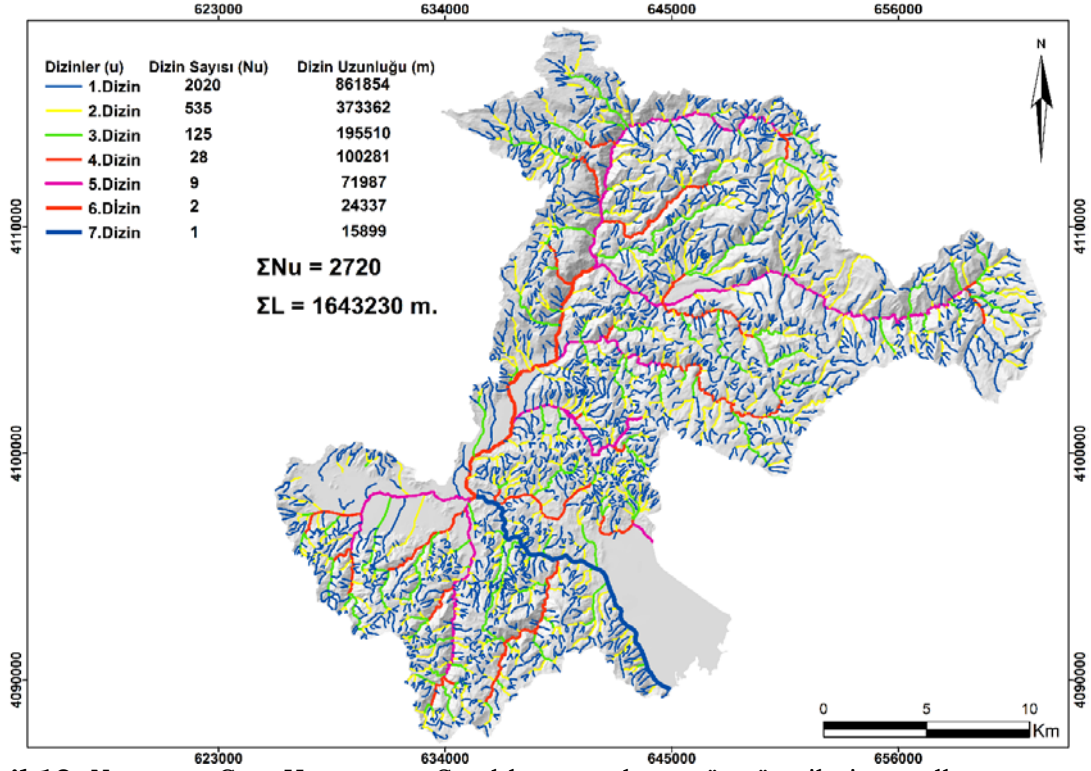 623000 634000 645000 656000
N
Dizinler (u) Dizin Sayısı (Nu) Dizin Uzunluğu (m)
1.Dizin 2020 861854
2.Dizin 535 373362
3.Dizin 125 195510
4.Dizin 28 100281
5.Dizin 9 71987
6.Dİzin 2 24337
7.Dizin 1 15899
ΣNu = 2720
ΣL = 1643230 m.
4110000 4110000
4100000 4100000
4090000 4090000
0 5 10
Km
623000 634000 645000 656000